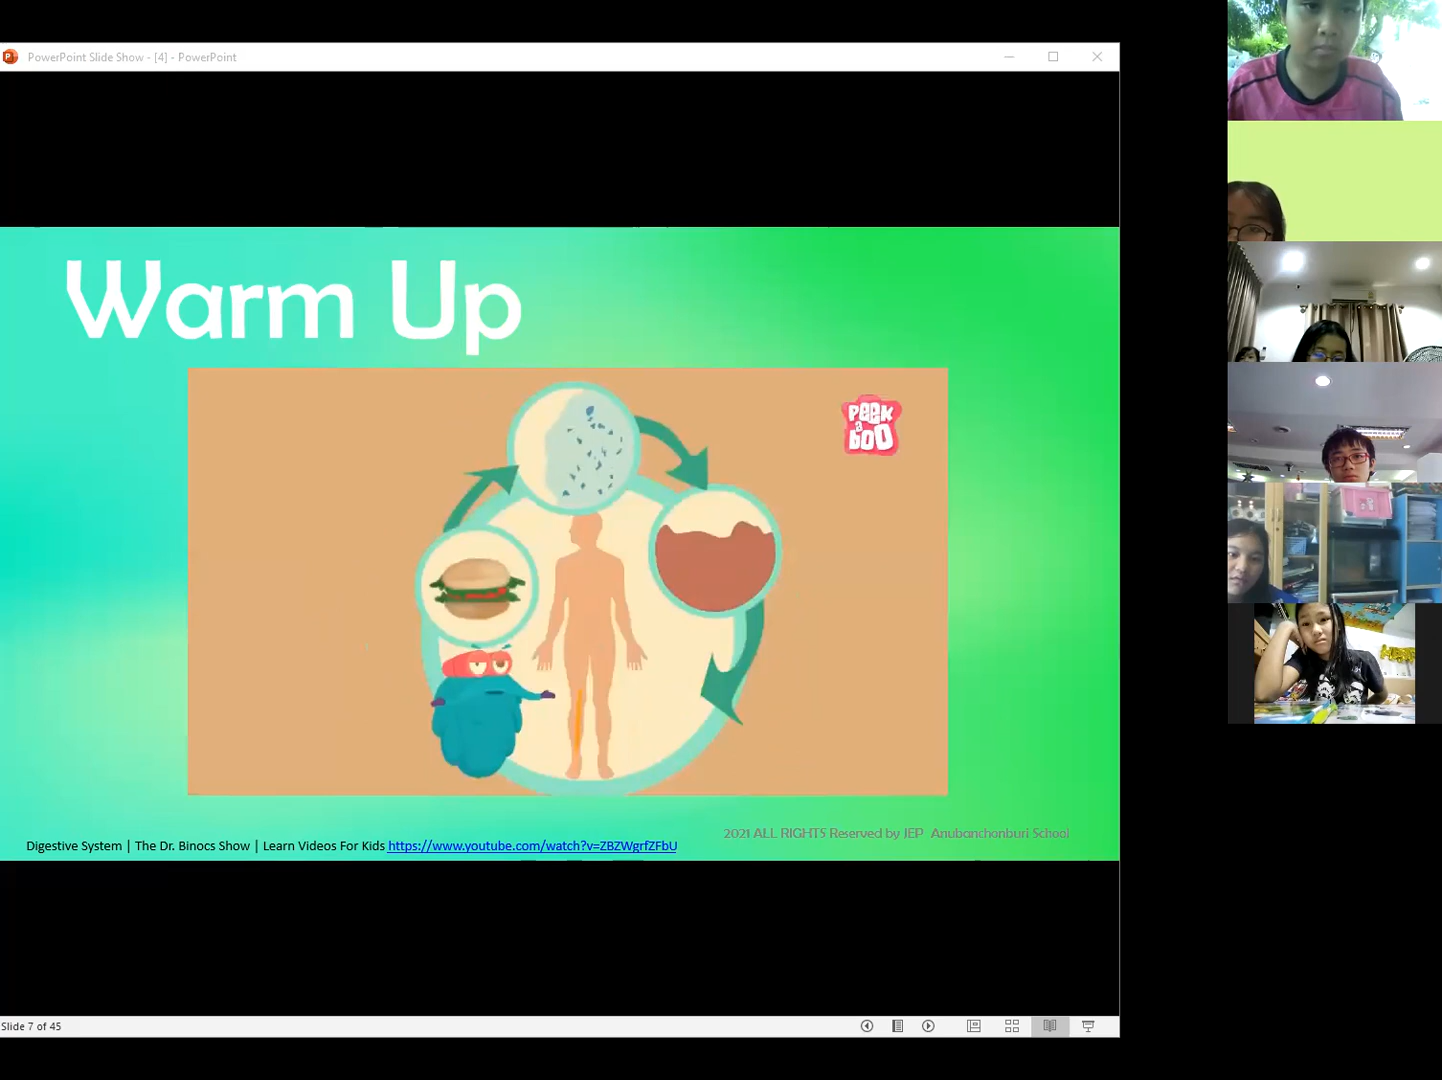 PowerPoint Slide Show - [4] - PowerPoint
Warm Up
PEEK
a
BOO
2021 ALL RIGHTS Reserved by JEP Anubanchonburi School
Digestive System | The Dr. Binocs Show | Learn Videos For Kids https://www.youtube.com/watch?v=ZBZWgrfZFbU
Slide 7 of 45